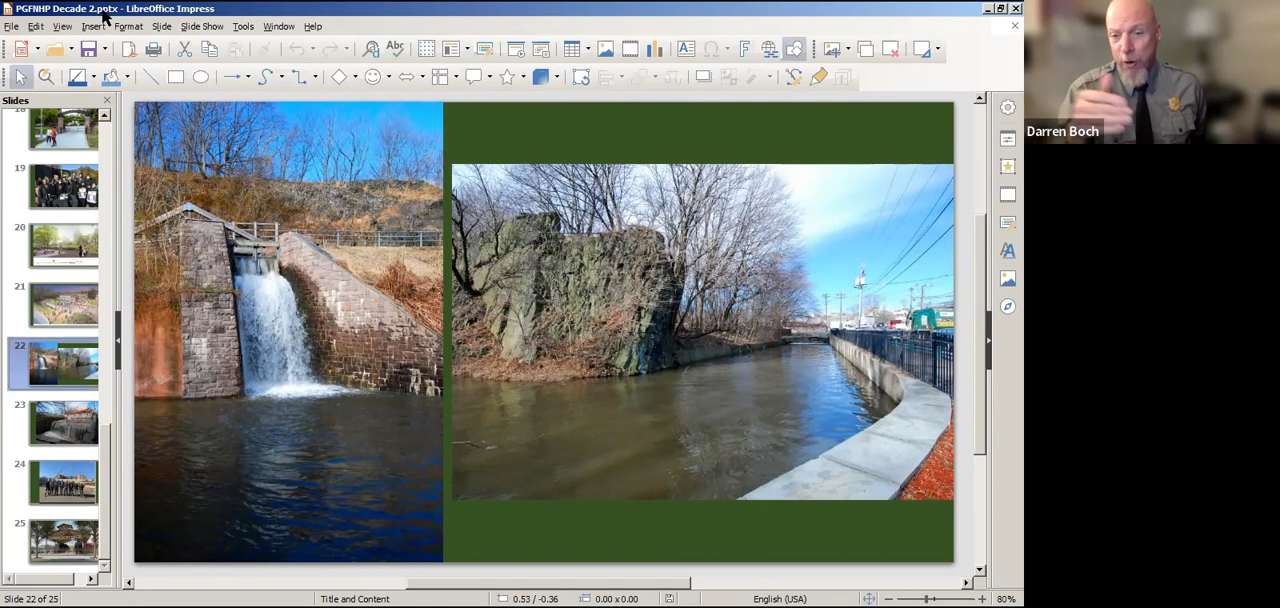 PGFNHP Decade 2.potx - LibreOffice Impress
File Edit View Insert Format Slide Slide Show Tools Window Help
Slides
18
19
20
21
22
23
24
25
Darren Boch
Slide 22 of 25
Title and Content
0.53 / -0.36
0.00 x 0.00
English (USA)
80%